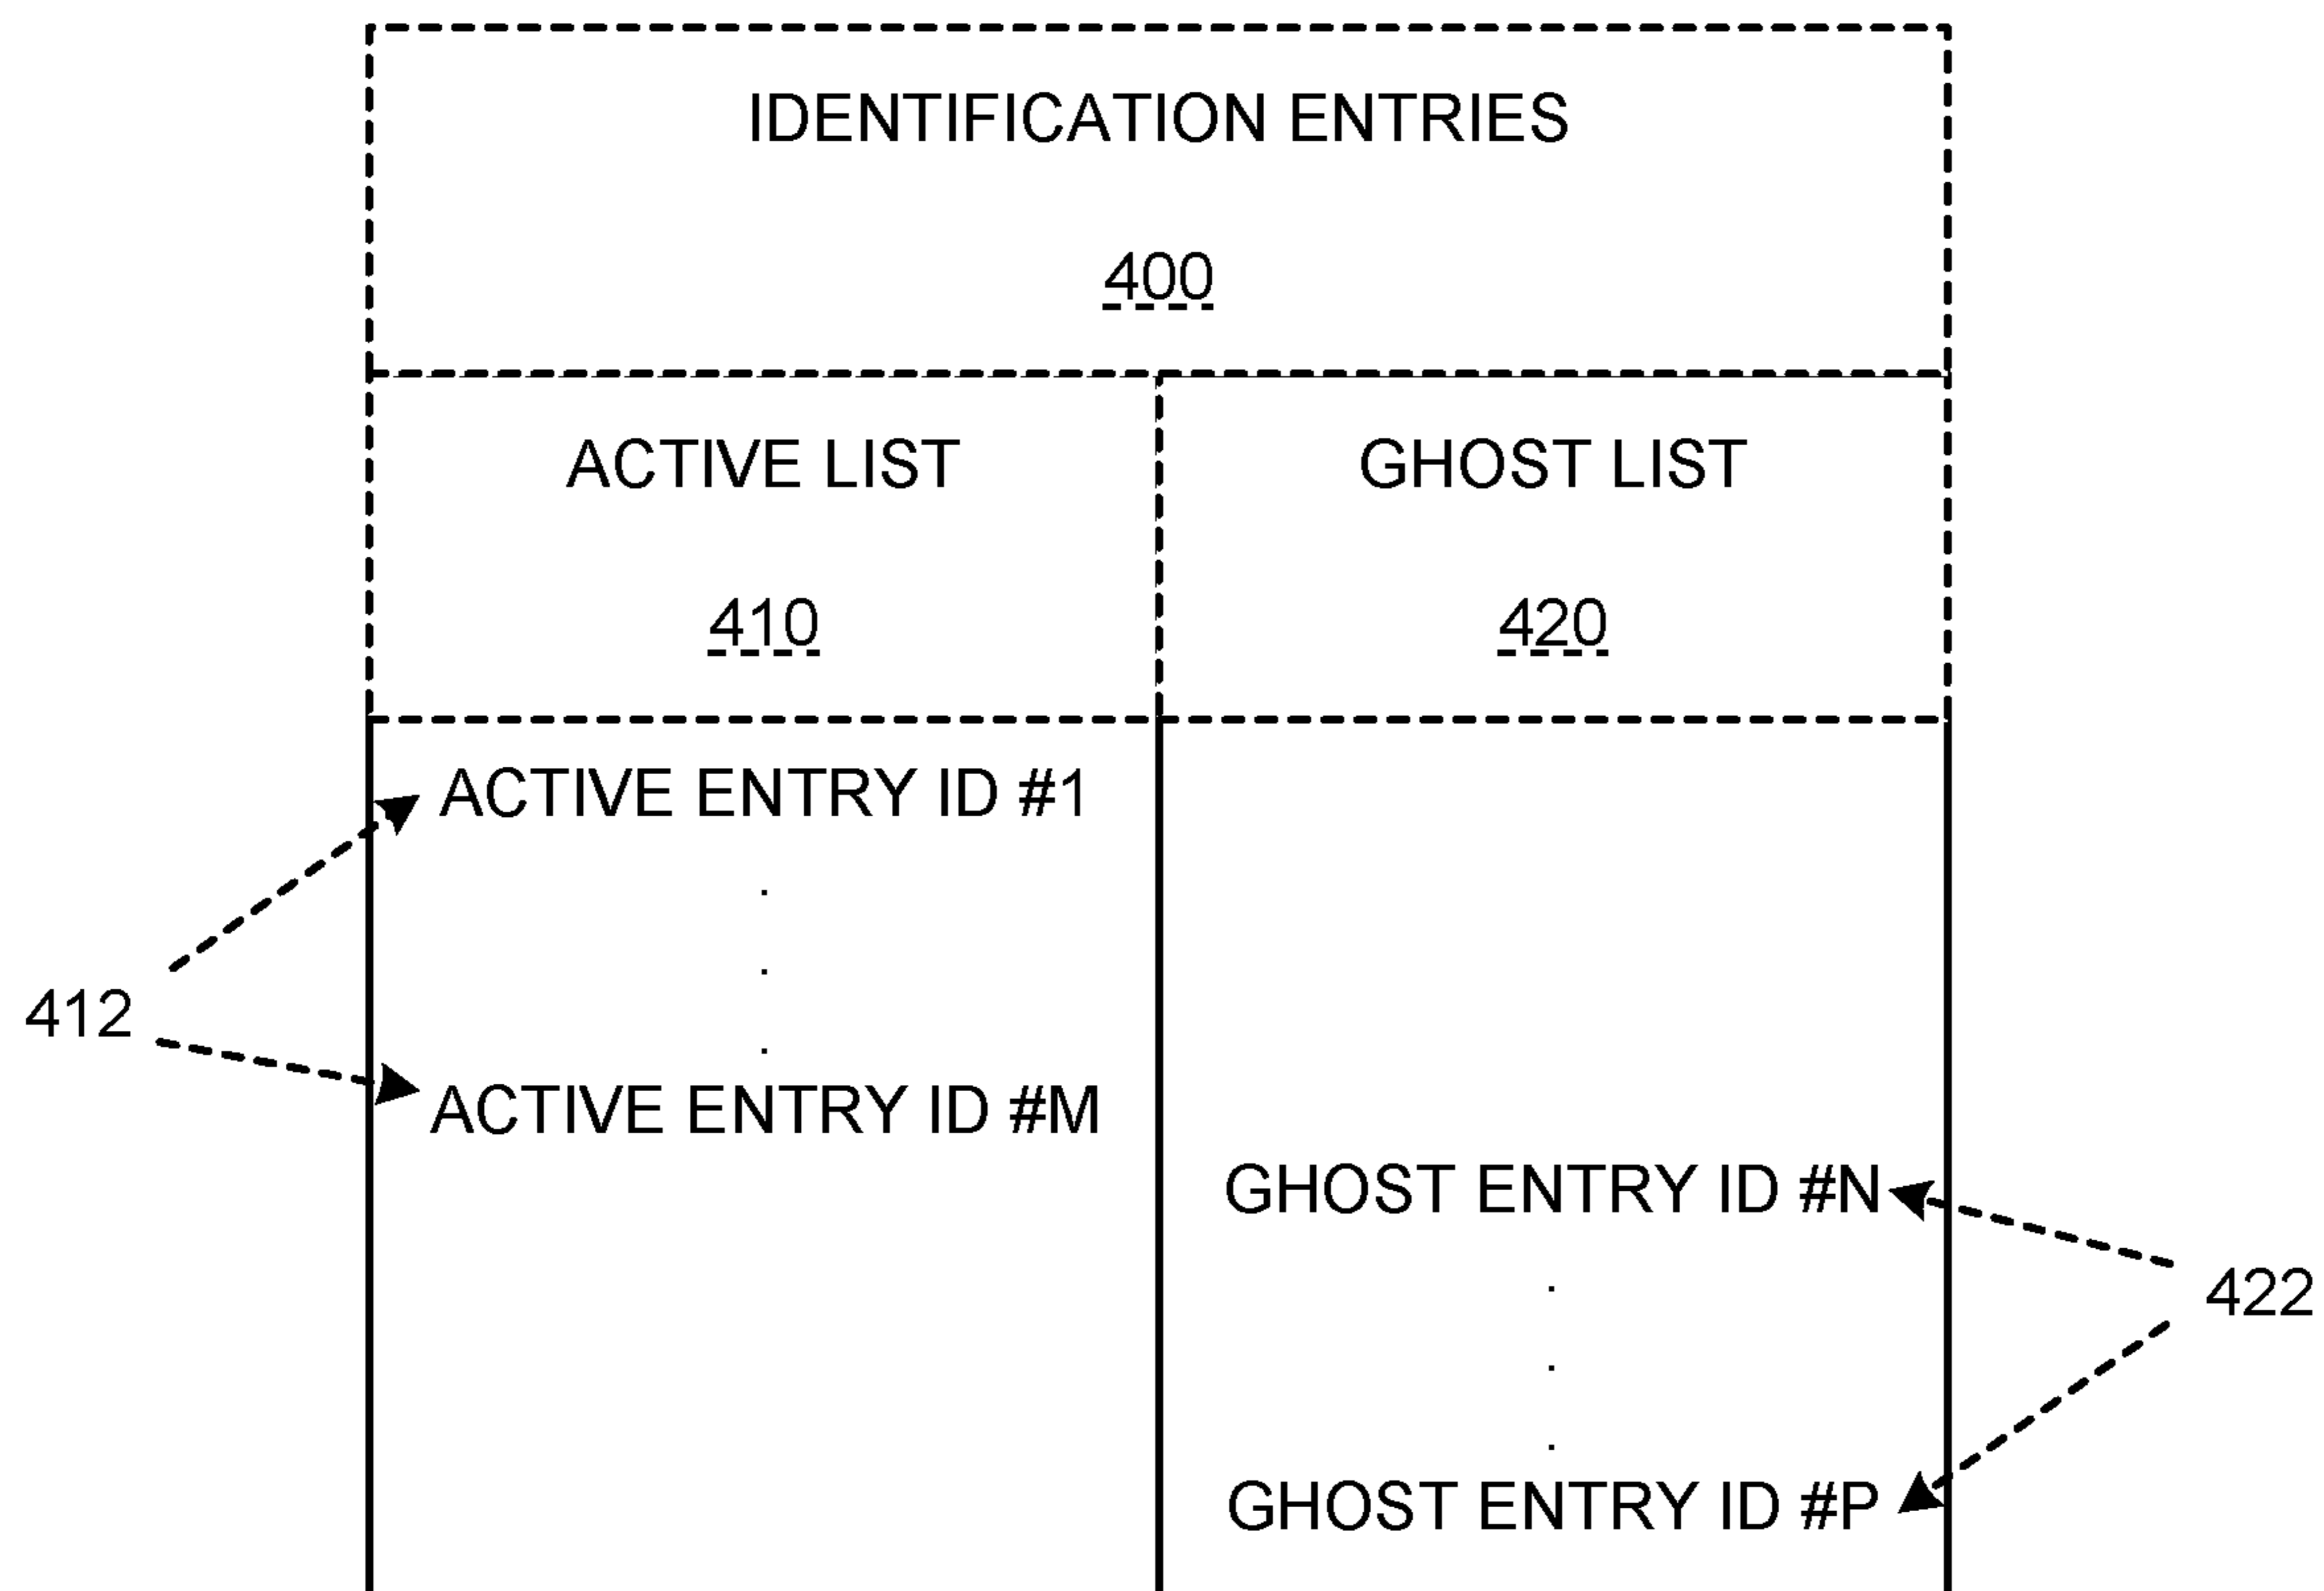 IDENTIFICATION ENTRIES
400
ACTIVE LIST
GHOST LIST
410
420
ACTIVE ENTRY ID #1
.
.
412
.
ACTIVE ENTRY ID #M
GHOST ENTRY ID #N
.
422
.
.
GHOST ENTRY ID #P